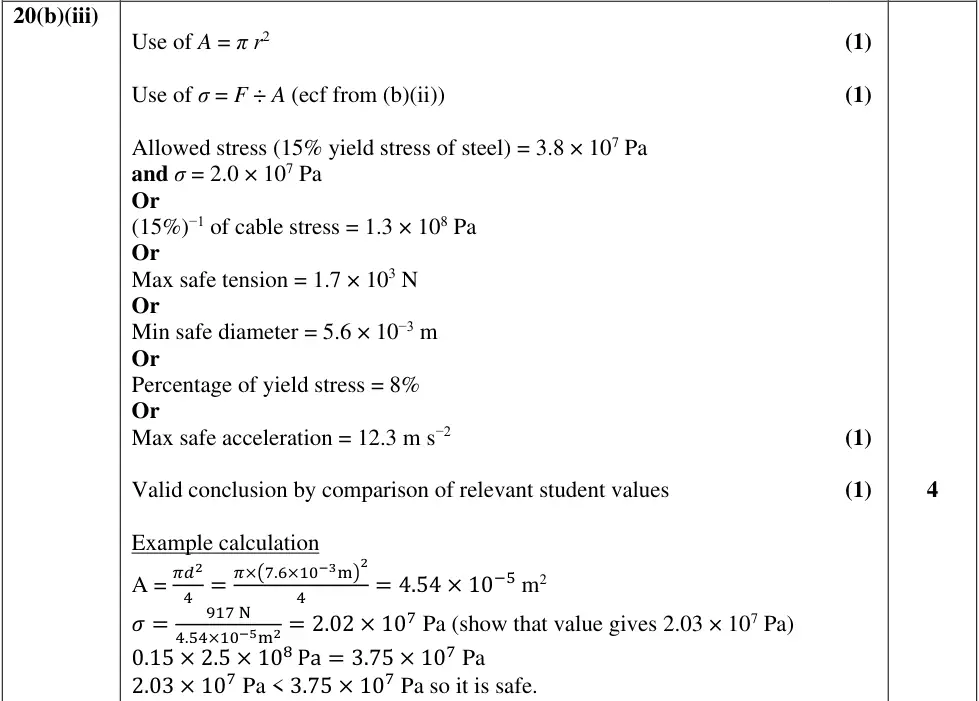 20(b)(iii)
Use of A = π r² (1)
Use of σ = F ÷ A (ecf from (b)(ii)) (1)
Allowed stress (15% yield stress of steel) = 3.8 × 10⁷ Pa
and σ = 2.0 × 10⁷ Pa
Or
(15%)⁻¹ of cable stress = 1.3 × 10⁸ Pa
Or
Max safe tension = 1.7 × 10³ N
Or
Min safe diameter = 5.6 × 10⁻³ m
Or
Percentage of yield stress = 8%
Or
Max safe acceleration = 12.3 m s⁻² (1)
Valid conclusion by comparison of relevant student values (1) 4
Example calculation
A = πd²/4 = π×(7.6×10⁻³m)²/4 = 4.54 × 10⁻⁵ m²
σ = 917 N/4.54×10⁻⁵m² = 2.02 × 10⁷ Pa (show that value gives 2.03 × 10⁷ Pa)
0.15 × 2.5 × 10⁸ Pa = 3.75 × 10⁷ Pa
2.03 × 10⁷ Pa < 3.75 × 10⁷ Pa so it is safe.